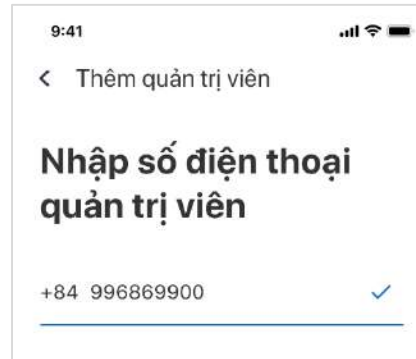 9:41
Thêm quản trị viên
Nhập số điện thoại
quản trị viên
+84 996869900